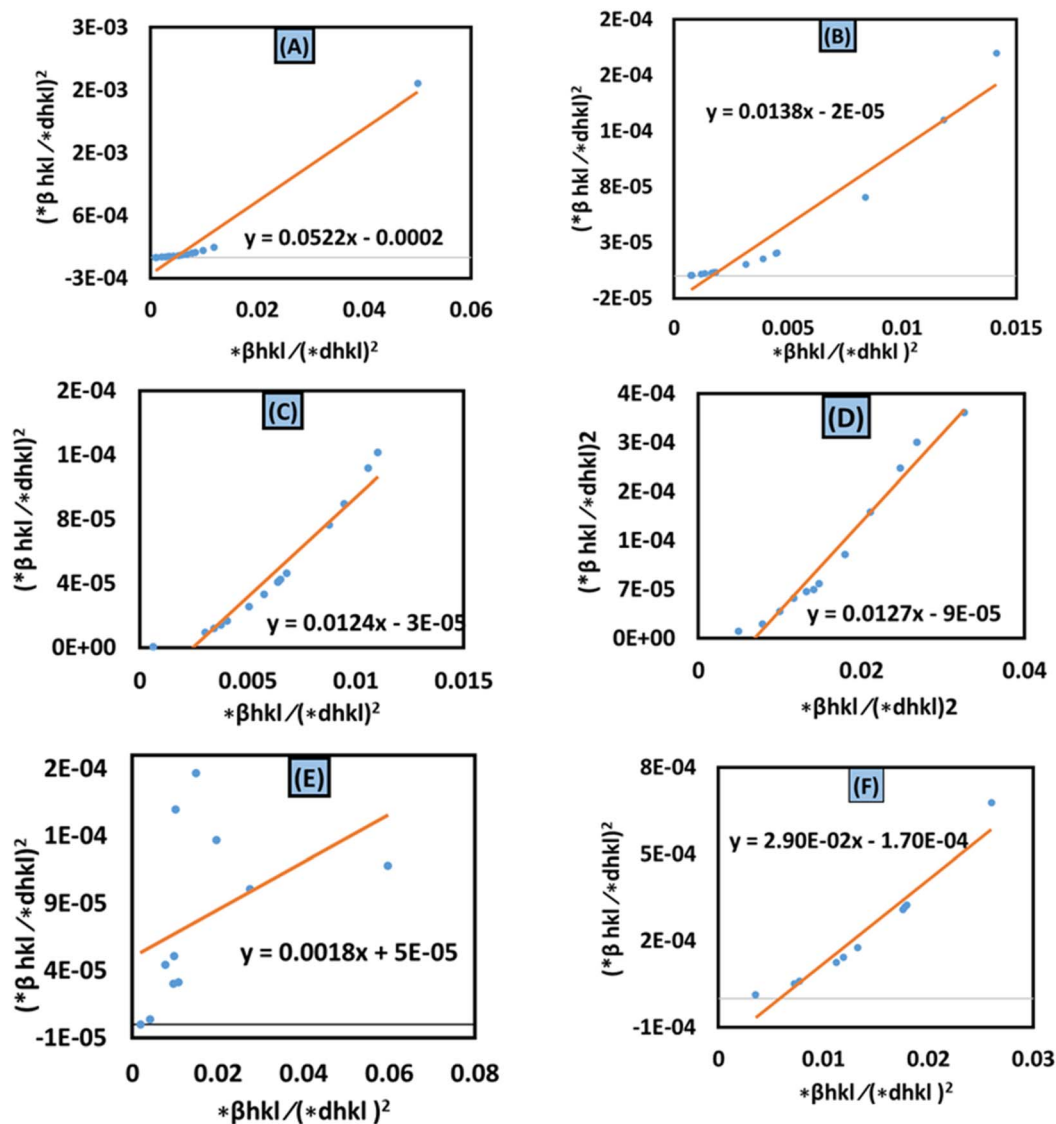 (A)
3E-03
2E-03
2E-03
6E-04
-3E-04
(*β hkl /*dhkl)²
y = 0.0522x - 0.0002
0 0.02 0.04 0.06
*βhkl/(*dhkl)²
(B)
2E-04
2E-04
1E-04
8E-05
3E-05
-2E-05
(*β hkl /*dhkl)²
y = 0.0138x - 2E-05
0 0.005 0.01 0.015
*βhkl/(*dhkl )²
(C)
2E-04
1E-04
8E-05
4E-05
0E+00
(*β hkl /*dhkl)²
y = 0.0124x - 3E-05
0 0.005 0.01 0.015
*βhkl/(*dhkl)²
(D)
4E-04
3E-04
2E-04
1E-04
7E-05
0E+00
(*β hkl /*dhkl)2
y = 0.0127x - 9E-05
0 0.02 0.04
*βhkl/(*dhkl)2
(E)
2E-04
1E-04
9E-05
4E-05
-1E-05
(*β hkl /*dhkl)²
y = 0.0018x + 5E-05
0 0.02 0.04 0.06 0.08
*βhkl/(*dhkl )²
(F)
8E-04
5E-04
2E-04
-1E-04
(*β hkl /*dhkl)²
y = 2.90E-02x - 1.70E-04
0 0.01 0.02 0.03
*βhkl/(*dhkl )²